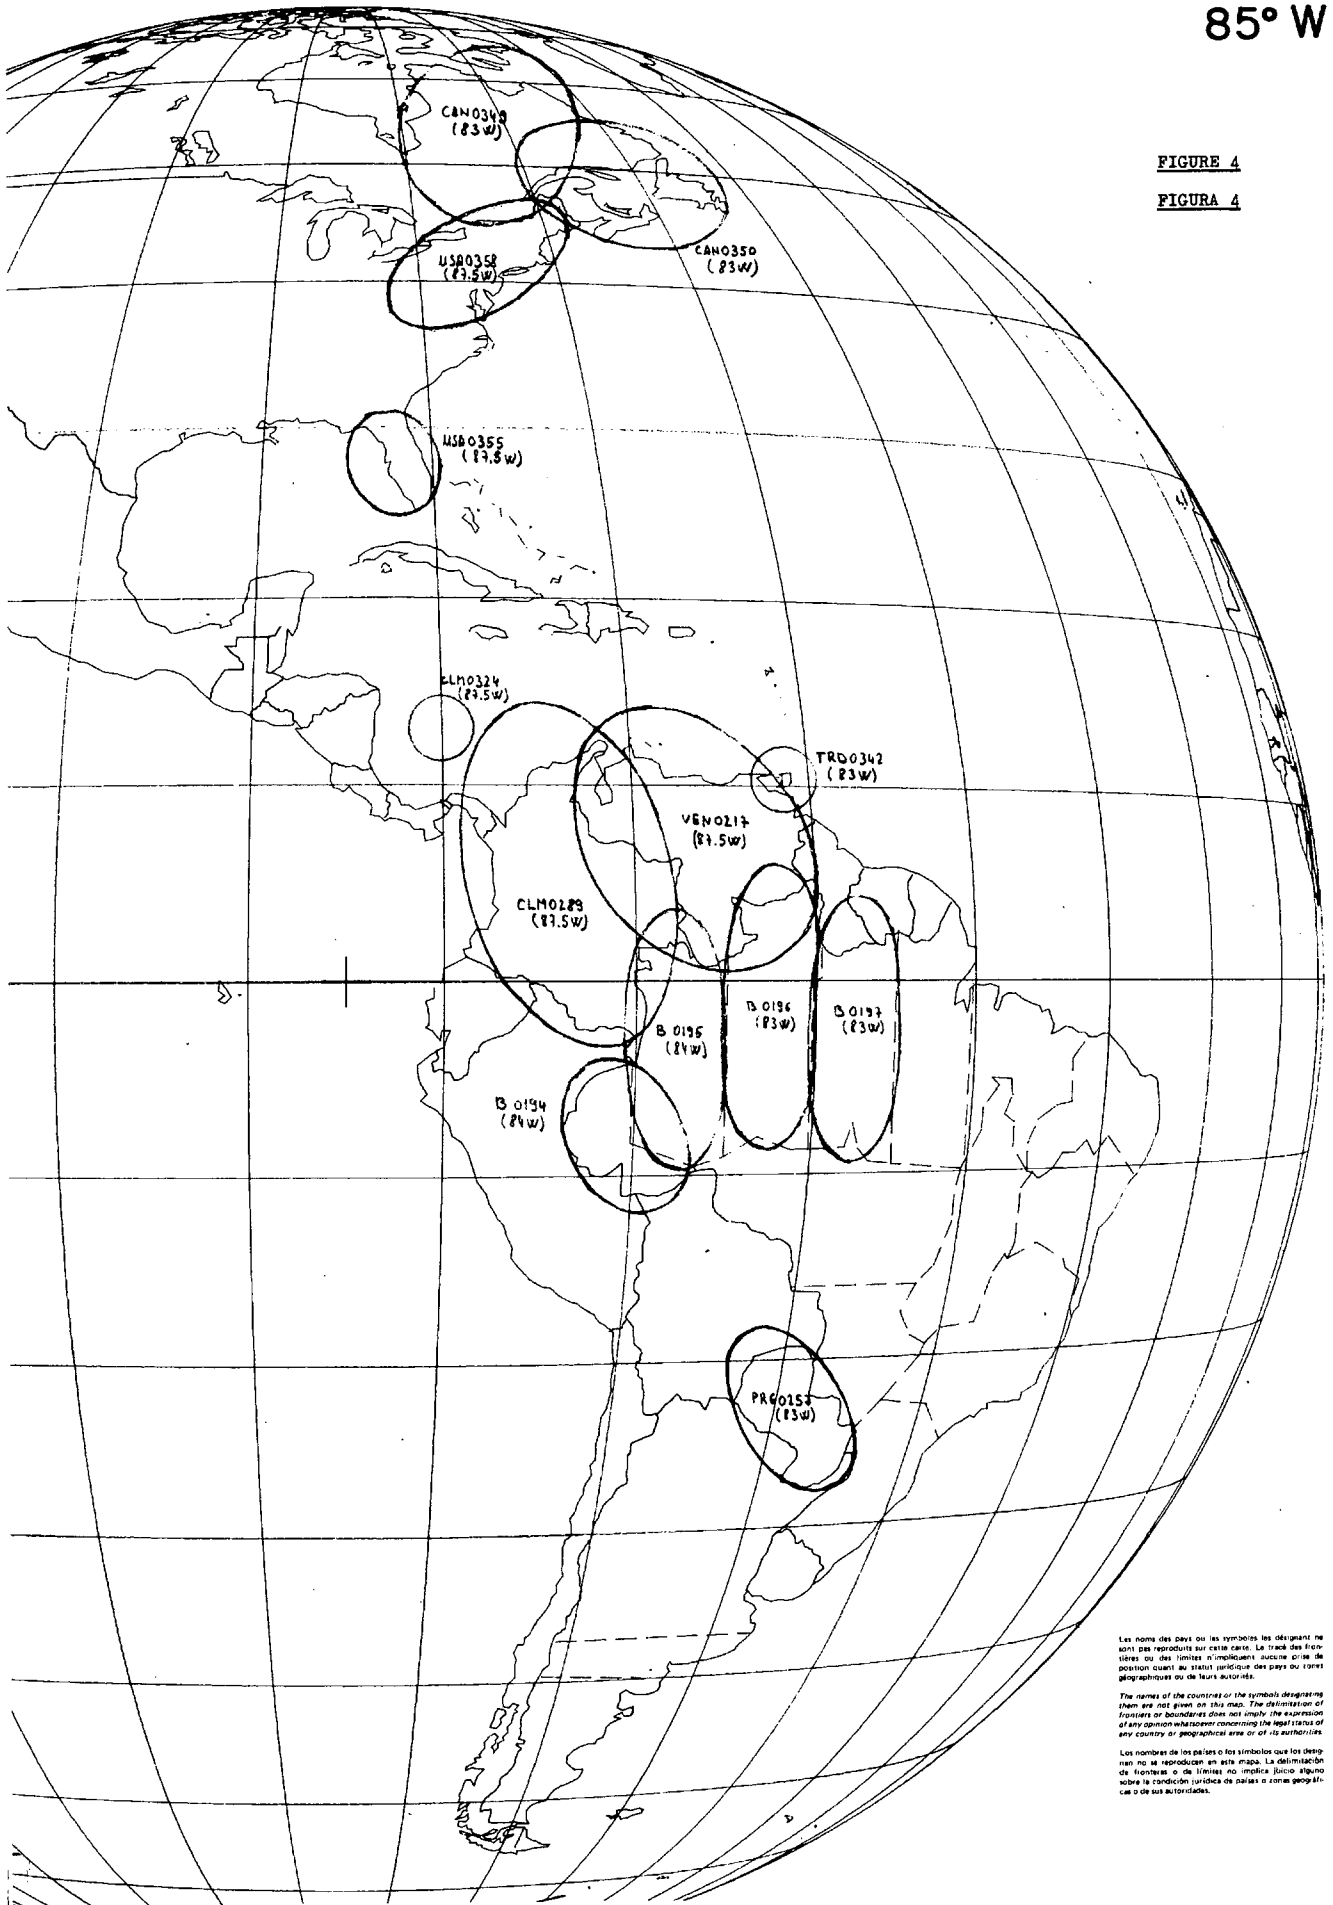 85° W
FIGURE 4
FIGURA 4
CAN0349
(83W)
CAN0350
(83W)
USA0358
(87.5W)
USA0355
(87.5W)
CLM0324
(87.5W)
TRD0342
(83W)
VEN0217
(87.5W)
CLM0289
(87.5W)
B 0196
(83W)
B 0197
(83W)
B 0195
(84W)
B 0194
(84W)
PRG0257
(83W)
Les noms des pays ou les symboles les désignant ne
sont pas reproduits sur cette carte. Le tracé des fron-
tières ou des limites n'impliquent aucune prise de
position quant au statut juridique des pays ou zones
géographiques ou de leurs autorités.
The names of the countries or the symbols designating
them are not given on this map. The delimitation of
frontiers or boundaries does not imply the expression
of any opinion whatsoever concerning the legal status of
any country or geographical area or of its authorities.
Los nombres de los países o los símbolos que los desig-
nan no se reproducen en este mapa. La delimitación
de fronteras o de límites no implica juicio alguno
sobre la condición jurídica de países o zonas geográfi-
cas o de sus autoridades.